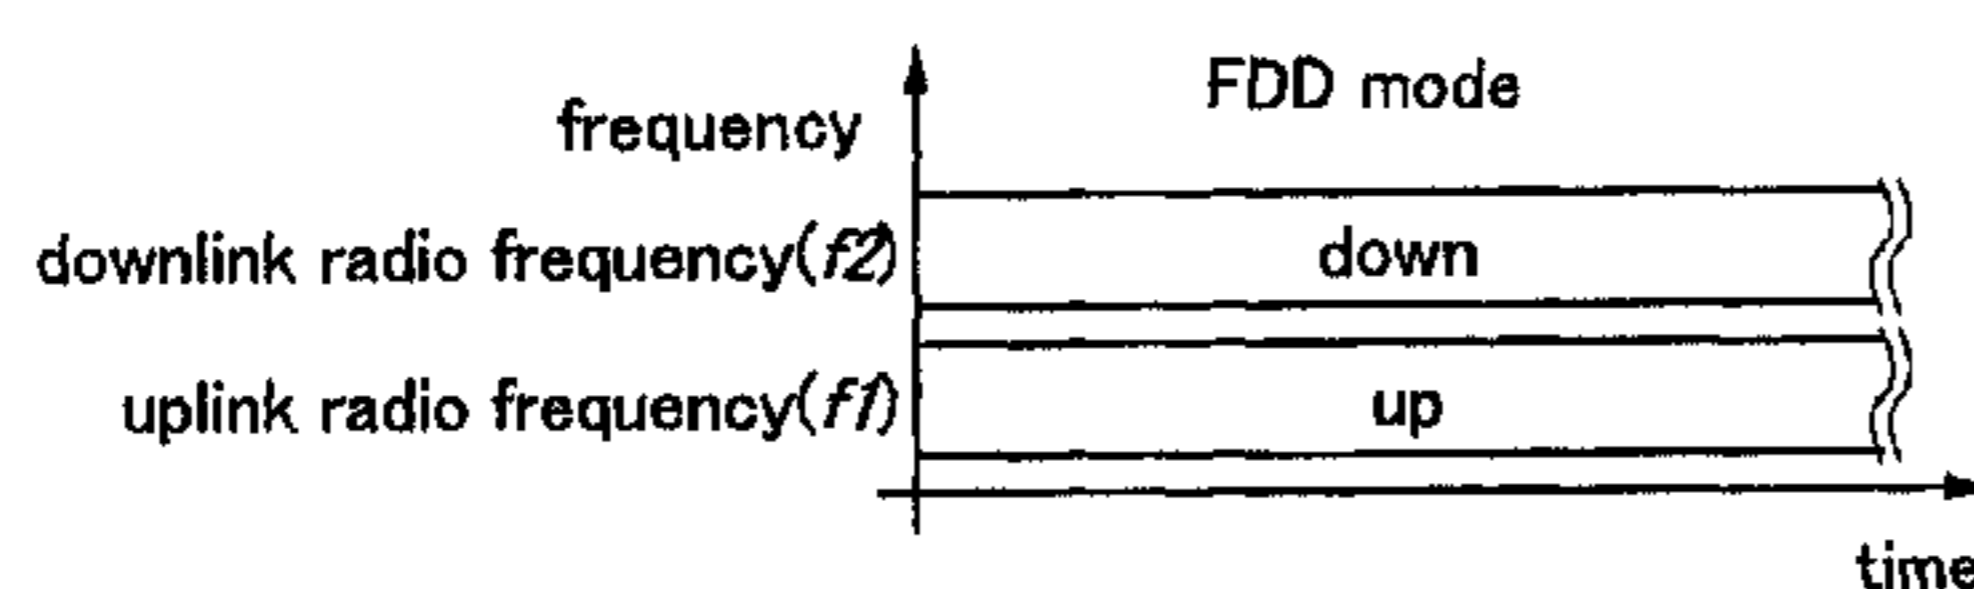 FDD mode
frequency
downlink radio frequency(f2)
down
uplink radio frequency(f1)
up
time